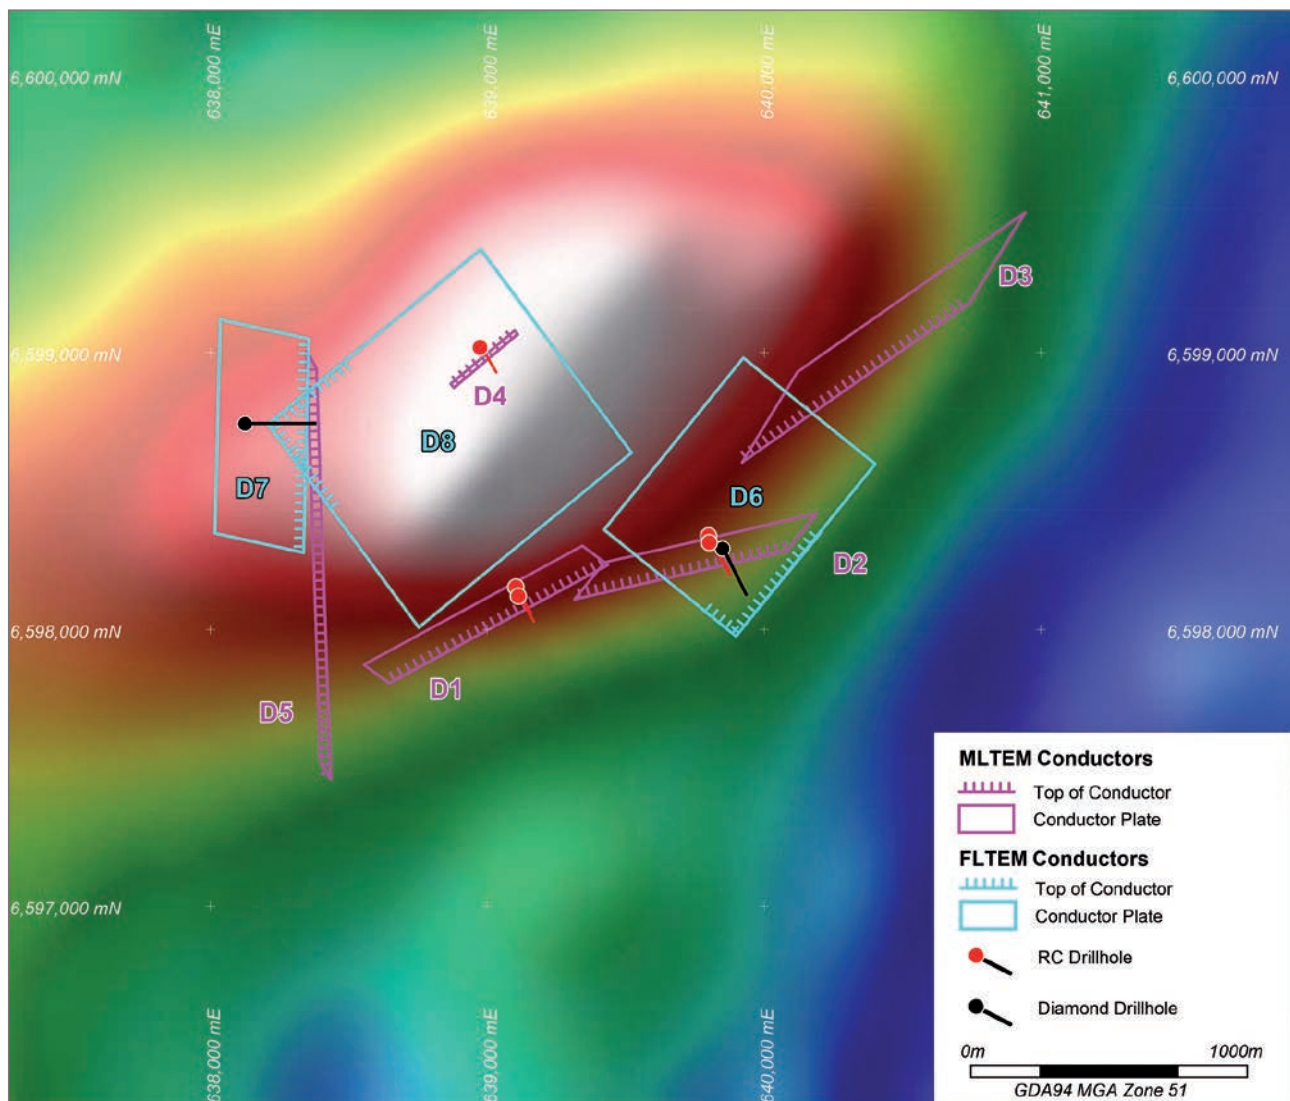 638,000 mE
639,000 mE
640,000 mE
641,000 mE
6,600,000 mN
6,600,000 mN
D3
6,599,000 mN
6,599,000 mN
D4
D8
D7
D6
D2
6,598,000 mN
6,598,000 mN
D1
D5
MLTEM Conductors
Top of Conductor
Conductor Plate
FLTEM Conductors
Top of Conductor
Conductor Plate
RC Drillhole
Diamond Drillhole
0m
1000m
GDA94 MGA Zone 51
6,597,000 mN
638,000 mE
639,000 mE
640,000 mE